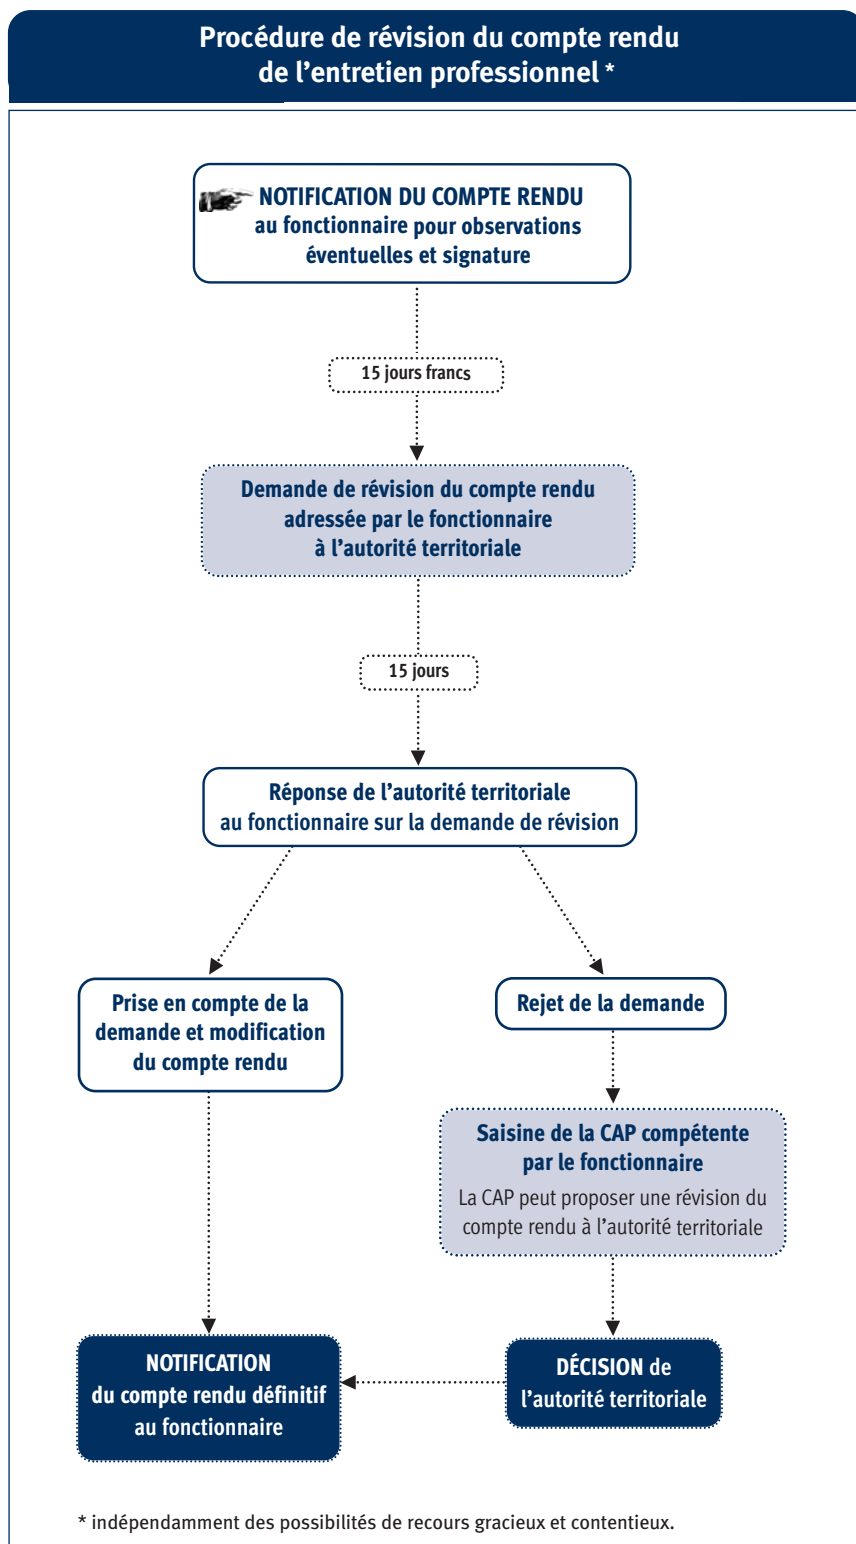 Procédure de révision du compte rendu
de l’entretien professionnel *
NOTIFICATION DU COMPTE RENDU
au fonctionnaire pour observations
éventuelles et signature
15 jours francs
Demande de révision du compte rendu
adressée par le fonctionnaire
à l’autorité territoriale
15 jours
Réponse de l’autorité territoriale
au fonctionnaire sur la demande de révision
Prise en compte de la
demande et modification
du compte rendu
Rejet de la demande
Saisine de la CAP compétente
par le fonctionnaire
La CAP peut proposer une révision du
compte rendu à l’autorité territoriale
NOTIFICATION
du compte rendu définitif
au fonctionnaire
DÉCISION de
l’autorité territoriale
* indépendamment des possibilités de recours gracieux et contentieux.